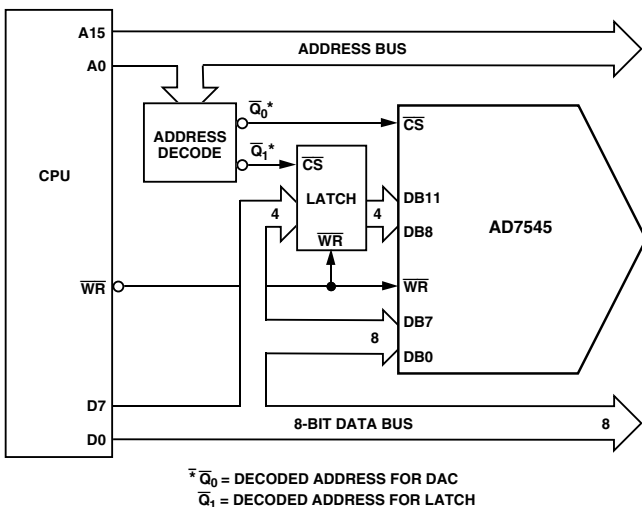 A15
ADDRESS BUS
A0
Q̅0*
CS̅
ADDRESS
DECODE
Q̅1*
CS̅
CPU
LATCH
4
4
DB11
DB8
AD7545
WR̅
WR̅
WR̅
DB7
8
DB0
D7
8-BIT DATA BUS
8
D0
*̅ Q̅0 = DECODED ADDRESS FOR DAC
Q̅1 = DECODED ADDRESS FOR LATCH